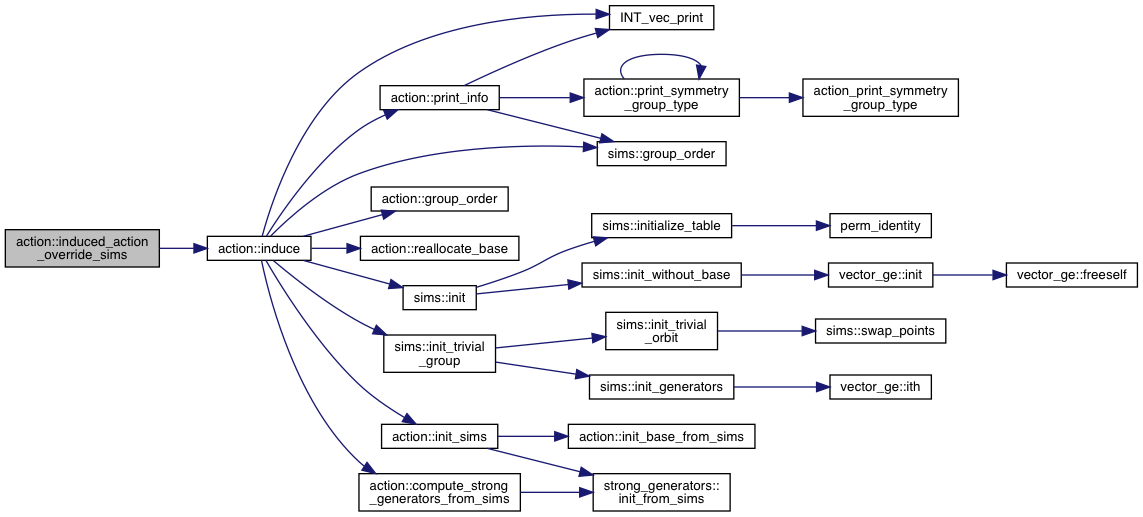 action::induced_action
_override_sims
action::induce
INT_vec_print
action::print_info
action::print_symmetry
_group_type
action_print_symmetry
_group_type
sims::group_order
action::group_order
action::reallocate_base
sims::init
sims::initialize_table
perm_identity
sims::init_without_base
vector_ge::init
vector_ge::freeself
sims::init_trivial
_group
sims::init_trivial
_orbit
sims::swap_points
sims::init_generators
vector_ge::ith
action::init_sims
action::init_base_from_sims
action::compute_strong
_generators_from_sims
strong_generators::
init_from_sims